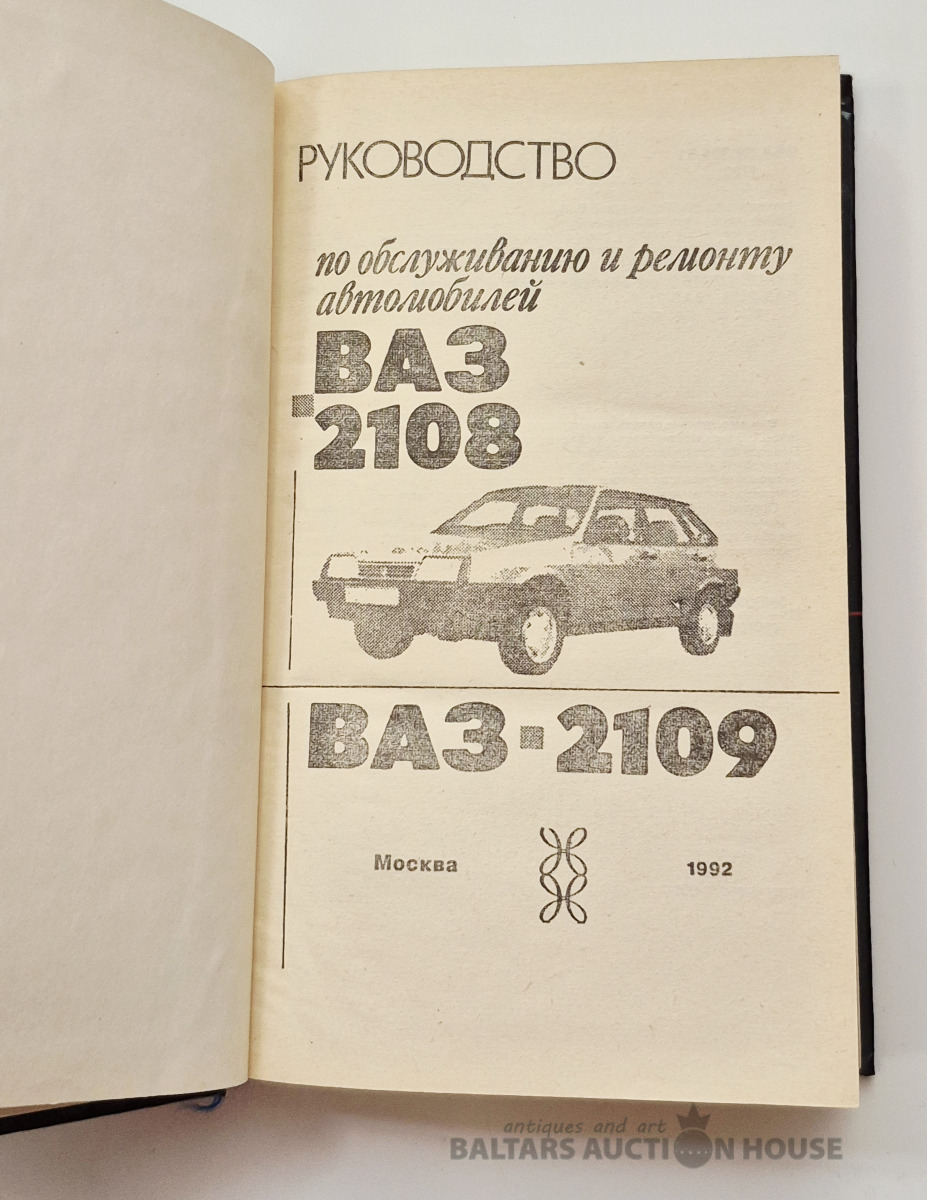 РУКОВОДСТВО
по обслуживанию и ремонту
автомобилей
ВАЗ
2108
ВАЗ 2109
Москва 1992
antiques and art
BALTARS AUCTION HOUSE